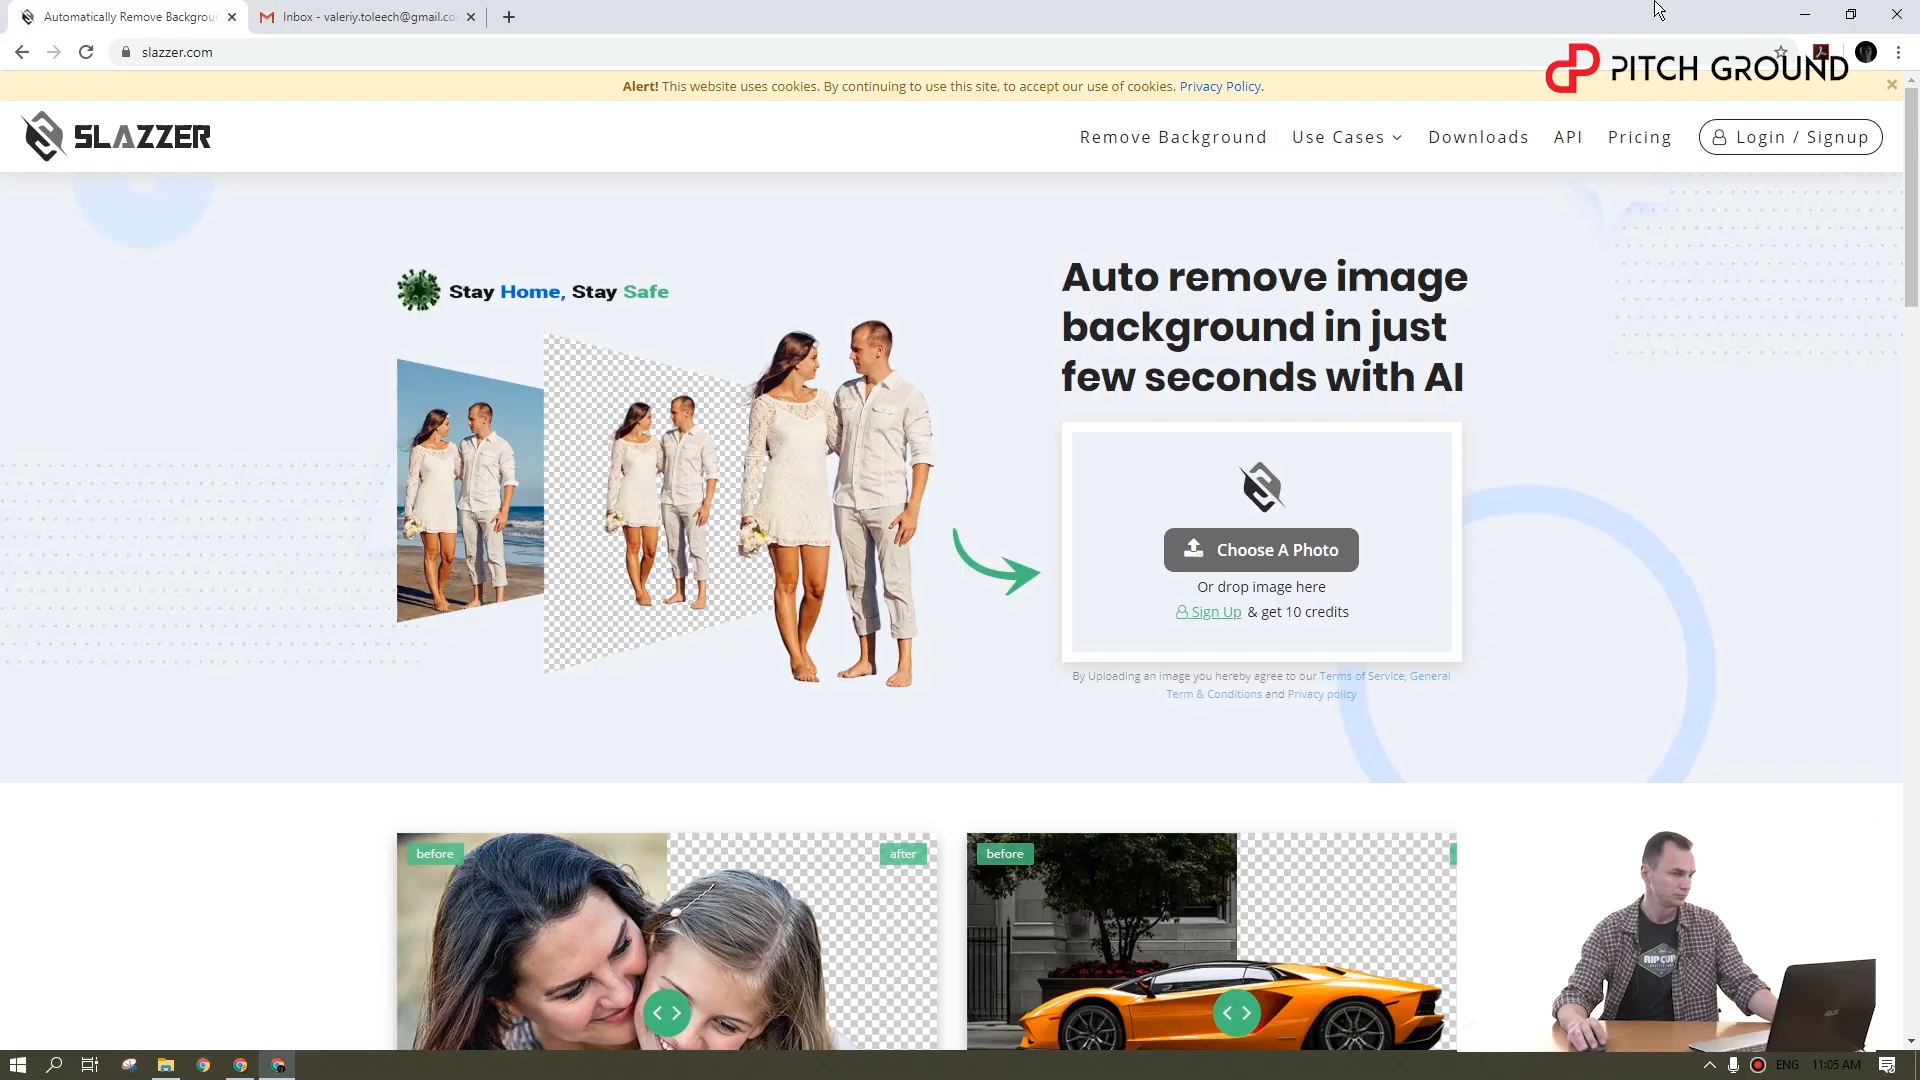 Automatically Remove Backgroun
Inbox - valeriy.toleech@gmail.co
slazzer.com
PITCH GROUND
Alert! This website uses cookies. By continuing to use this site, to accept our use of cookies. Privacy Policy.
SLAZZER
Remove Background
Use Cases
Downloads
API
Pricing
Login / Signup
Stay Home, Stay Safe
Auto remove image
background in just
few seconds with AI
Choose A Photo
Or drop image here
Sign Up & get 10 credits
By Uploading an image you hereby agree to our Terms of Service, General
Term & Conditions and Privacy policy
before
after
before
RIP CURL
ENG
11:05 AM